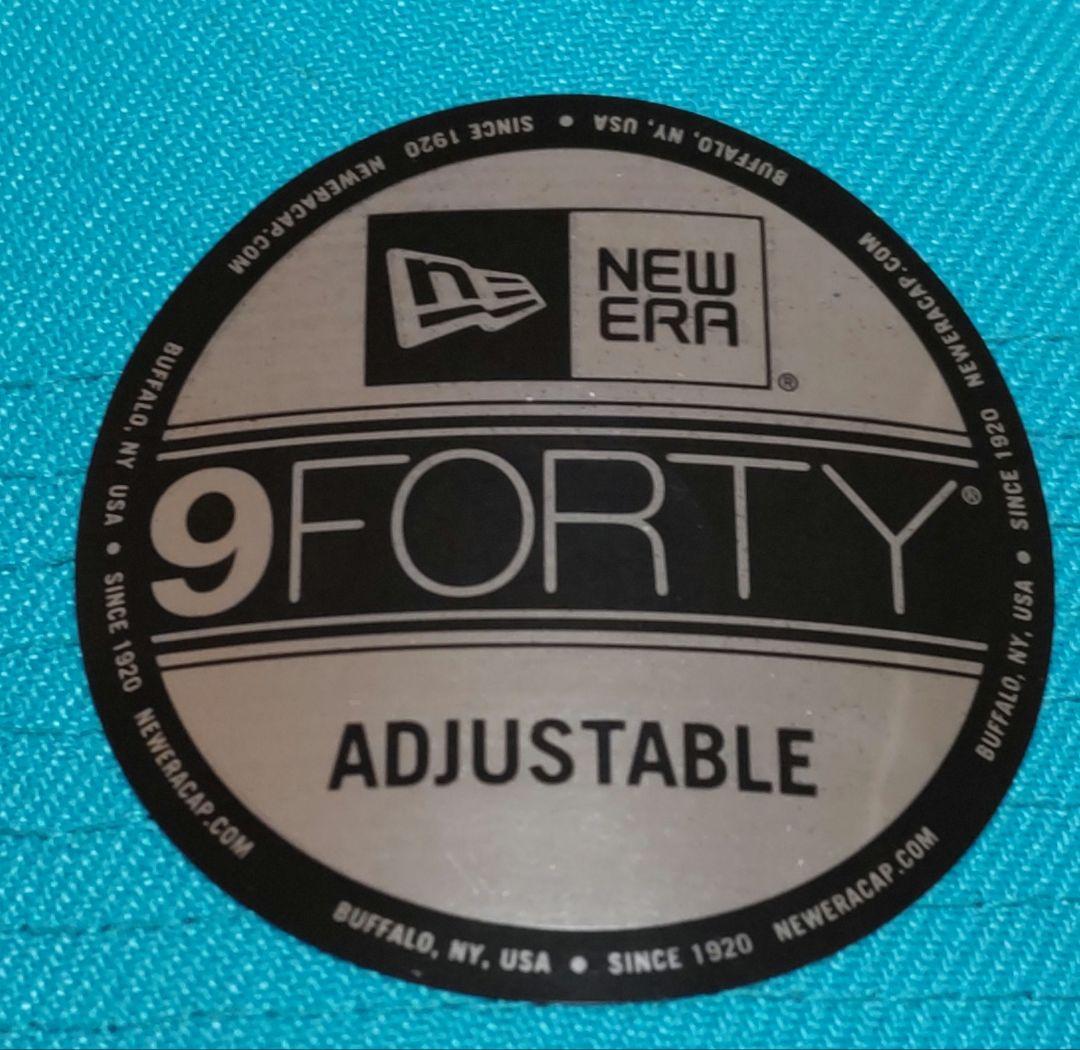 NEW
ERA
®
9FORTY®
ADJUSTABLE
BUFFALO, NY, USA • SINCE 1920 NEWERACAP.COM
BUFFALO, NY, USA • SINCE 1920 NEWERACAP.COM
BUFFALO, NY, USA • SINCE 1920 NEWERACAP.COM
BUFFALO, NY USA • SINCE 1920 NEWERACAP.COM